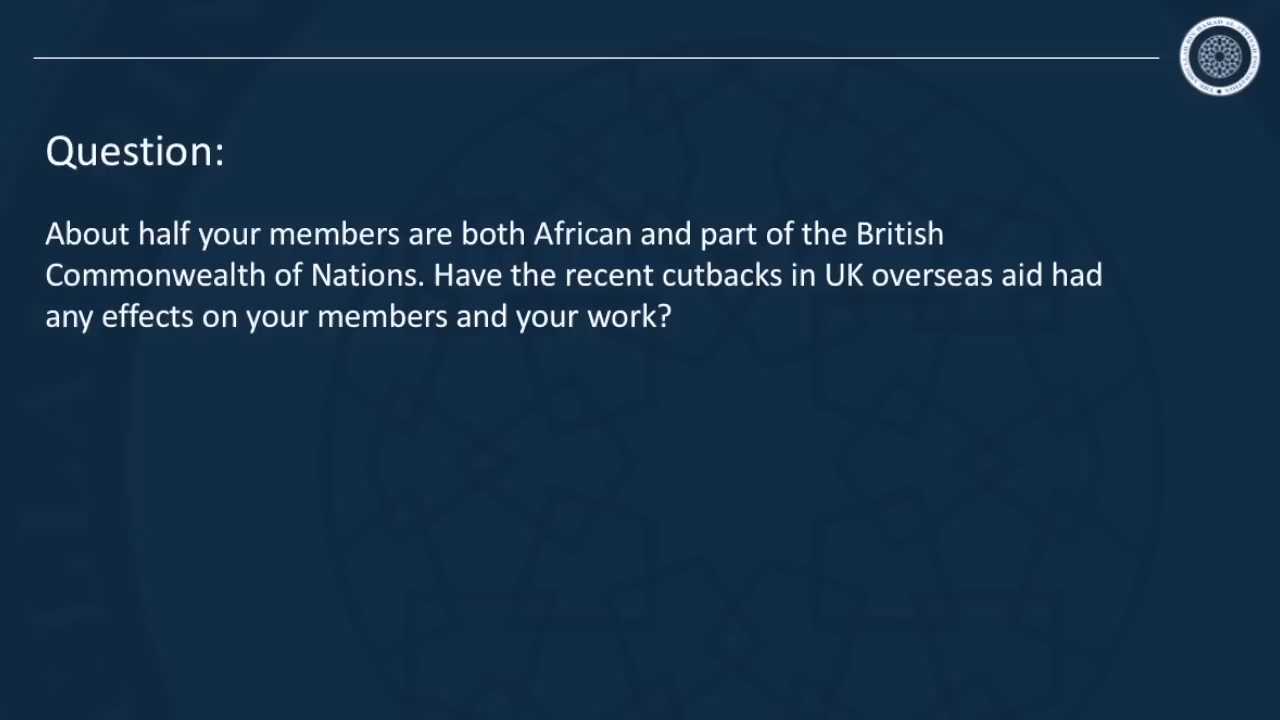 Question:
About half your members are both African and part of the British
Commonwealth of Nations. Have the recent cutbacks in UK overseas aid had
any effects on your members and your work?